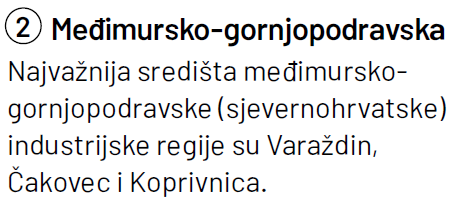 2 Međimursko-gornjopodravska
Najvažnija središta međimursko-
gornjopodravske (sjevernohrvatske)
industrijske regije su Varaždin,
Čakovec i Koprivnica.